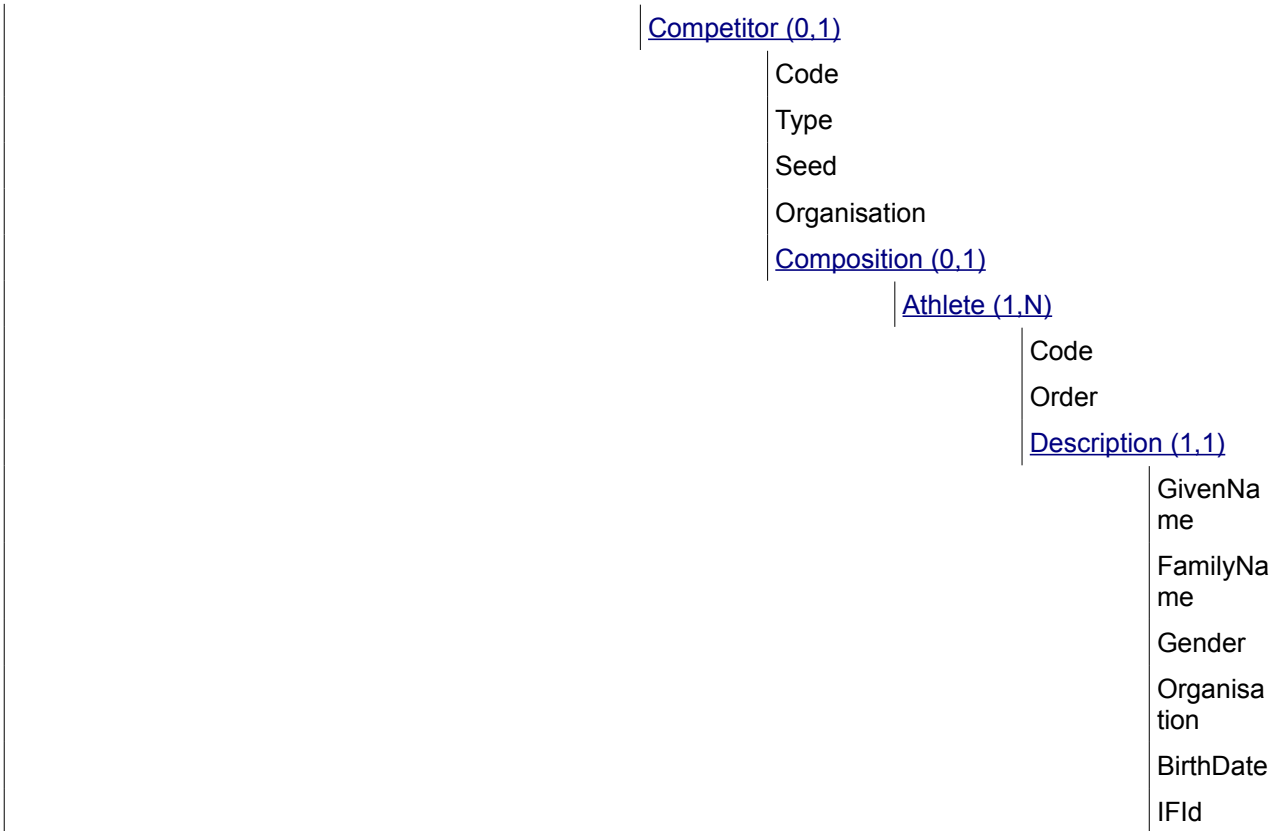 Competitor (0,1)
Code
Type
Seed
Organisation
Composition (0,1)
Athlete (1,N)
Code
Order
Description (1,1)
GivenNa
me
FamilyNa
me
Gender
Organisa
tion
BirthDate
IFId